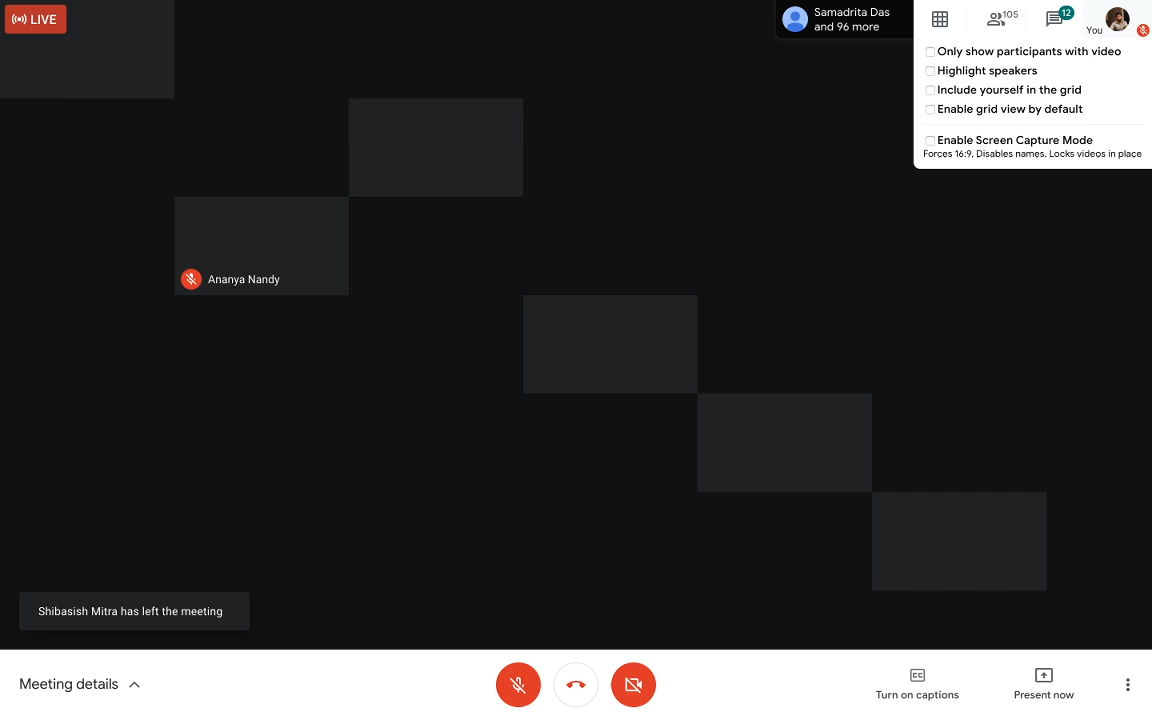 LIVE
Samadrita Das
and 96 more
105
12
You
Only show participants with video
Highlight speakers
Include yourself in the grid
Enable grid view by default
Enable Screen Capture Mode
Forces 16:9, Disables names, Locks videos in place
Ananya Nandy
Shibasish Mitra has left the meeting
Meeting details
CC
Turn on captions
Present now